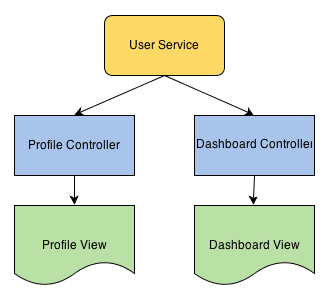 User Service
Profile Controller
Dashboard Controller
Profile View
Dashboard View